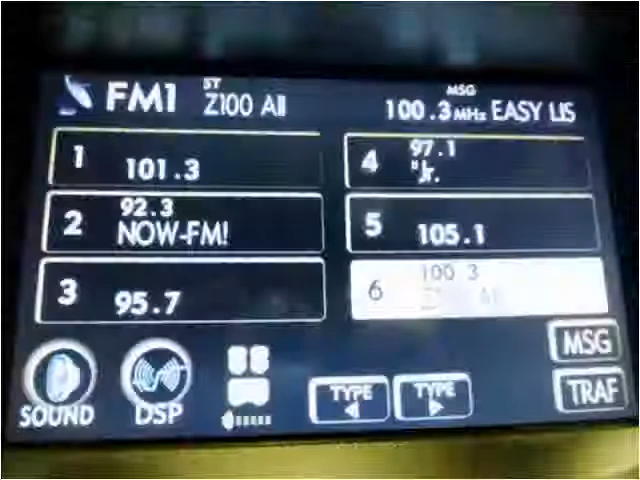 FM1 ST Z100 All MSG 100.3 MHz EASY LIS
1 101.3
2 92.3
NOW-FM!
3 95.7
4 97.1
"Jr.
5 105.1
6 100.3
MSG
TRAF
TYPE
TYPE
SOUND
DSP